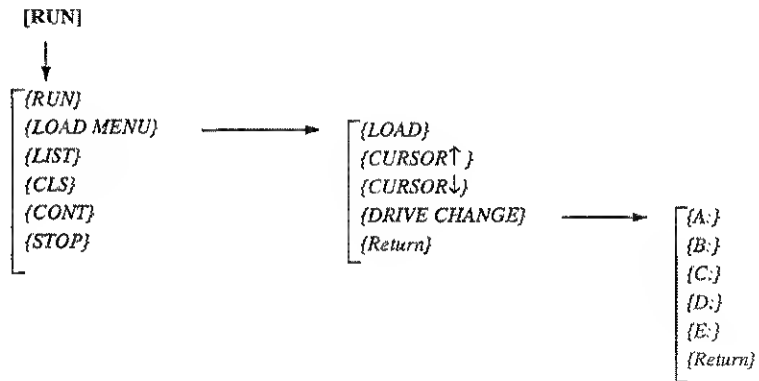 [RUN]
{RUN}
{LOAD MENU}
{LIST}
{CLS}
{CONT}
{STOP}
{LOAD}
{CURSOR↑ }
{CURSOR↓}
{DRIVE CHANGE}
{Return}
{A:}
{B:}
{C:}
{D:}
{E:}
{Return}